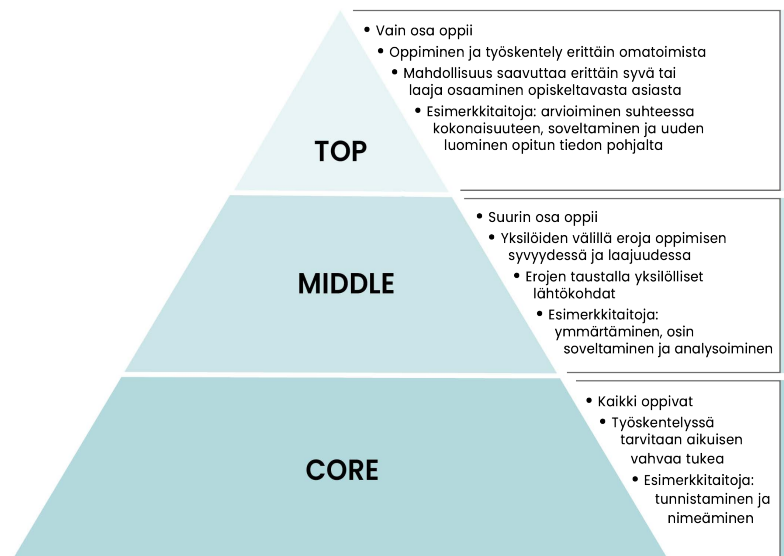 • Vain osa oppii
• Oppiminen ja työskentely erittäin omatoimista
• Mahdollisuus saavuttaa erittäin syvä tai
laaja osaaminen opiskeltavasta asiasta
• Esimerkkitaitoja: arvioiminen suhteessa
kokonaisuuteen, soveltaminen ja uuden
luominen opitun tiedon pohjalta
TOP
• Suurin osa oppii
• Yksilöiden välillä eroja oppimisen
syvyydessä ja laajuudessa
• Erojen taustalla yksilölliset
lähtökohdat
• Esimerkkitaitoja:
ymmärtäminen, osin
soveltaminen ja analysoiminen
MIDDLE
• Kaikki oppivat
• Työskentelyssä
tarvitaan aikuisen
vahvaa tukea
• Esimerkkitaitoja:
tunnistaminen ja
nimeäminen
CORE